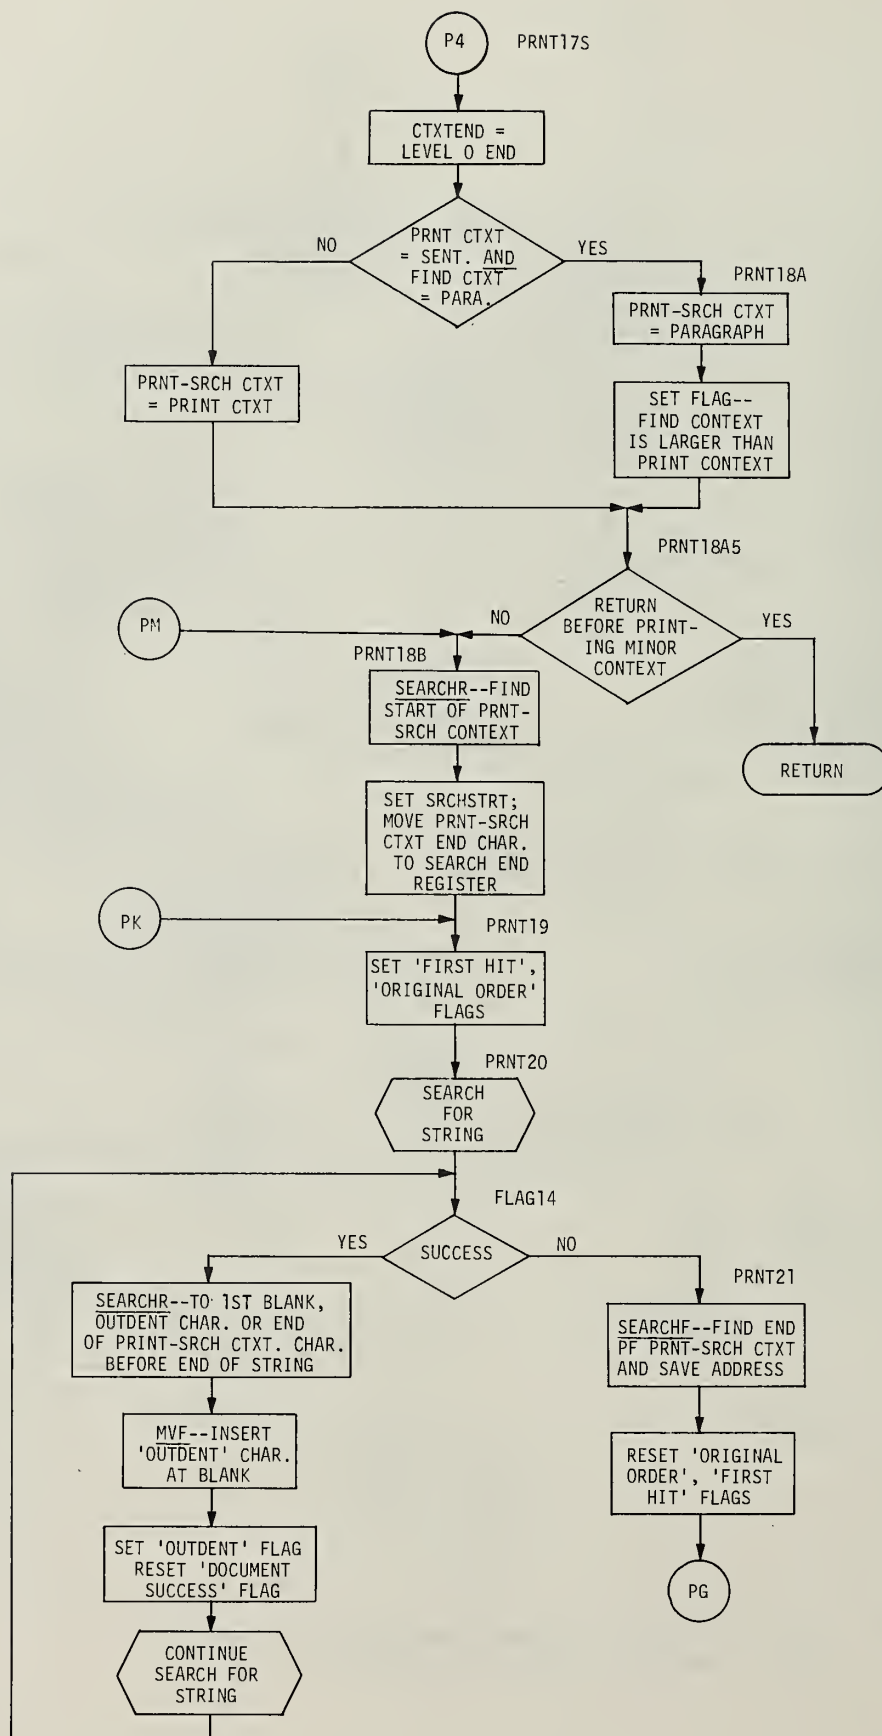 P4
PRNT17S
CTXTEND =
LEVEL 0 END
PRNT CTXT
= SENT. AND
FIND CTXT
= PARA.
NO
YES
PRNT18A
PRNT-SRCH CTXT
= PARAGRAPH
PRNT-SRCH CTXT
= PRINT CTXT
SET FLAG--
FIND CONTEXT
IS LARGER THAN
PRINT CONTEXT
PRNT18A5
RETURN
BEFORE PRINT-
ING MINOR
CONTEXT
NO
YES
PM
PRNT18B
SEARCHR--FIND
START OF PRNT-
SRCH CONTEXT
RETURN
SET SRCHSTRT;
MOVE PRNT-SRCH
CTXT END CHAR.
TO SEARCH END
REGISTER
PK
PRNT19
SET 'FIRST HIT',
'ORIGINAL ORDER'
FLAGS
PRNT20
SEARCH
FOR
STRING
FLAG14
SUCCESS
YES
NO
PRNT21
SEARCHR--TO 1ST BLANK,
OUTDENT CHAR. OR END
OF PRINT-SRCH CTXT. CHAR.
BEFORE END OF STRING
SEARCHF--FIND END
PF PRNT-SRCH CTXT
AND SAVE ADDRESS
MVF--INSERT
'OUTDENT' CHAR.
AT BLANK
RESET 'ORIGINAL
ORDER', 'FIRST
HIT' FLAGS
SET 'OUTDENT' FLAG
RESET 'DOCUMENT
SUCCESS' FLAG
PG
CONTINUE
SEARCH FOR
STRING